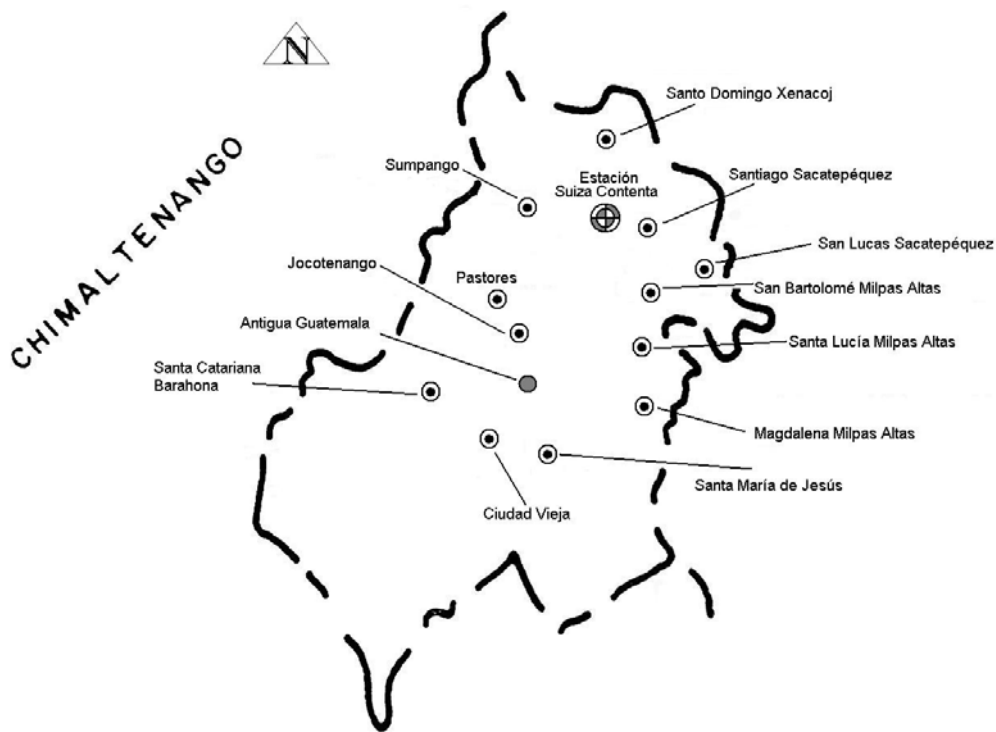 N
Santo Domingo Xenacoj
CHIMALTENANGO
Sumpango
Estación
Suiza Contenta
Santiago Sacatepéquez
San Lucas Sacatepéquez
Jocotenango
Pastores
San Bartolomé Milpas Altas
Antigua Guatemala
Santa Lucía Milpas Altas
Santa Catariana
Barahona
Magdalena Milpas Altas
Santa María de Jesús
Ciudad Vieja